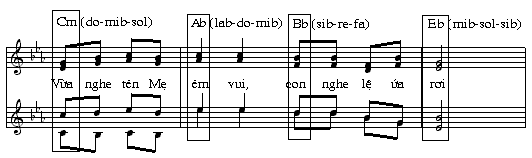 Cm (do-mib-sol) Ab (lab-do-mib) Bb (sib-re-fa) Eb (mib-sol-sib)
Vừa nghe tên Mẹ êm vui, con nghe lệ ứa rơi